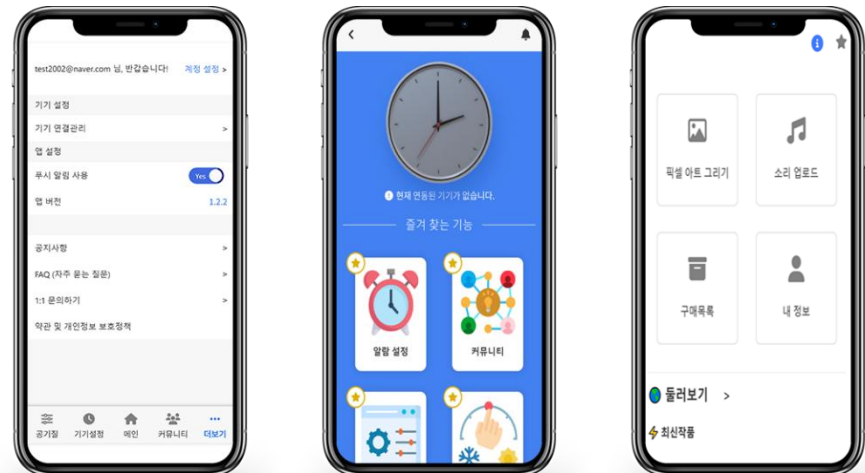 test2002@naver.com 님, 반갑습니다!
계정 설정 >
기기 설정
기기 연결관리 >
앱 설정
푸시 알림 사용 Yes
앱 버전 1.2.2
공지사항 >
FAQ (자주 묻는 질문) >
1:1 문의하기 >
약관 및 개인정보 보호정책
공기질 기기설정 메인 커뮤니티 더보기
현재 연동된 기기가 없습니다.
즐겨 찾는 기능
알람 설정
커뮤니티
픽셀 아트 그리기
소리 업로드
구매목록
내 정보
둘러보기 >
최신작품